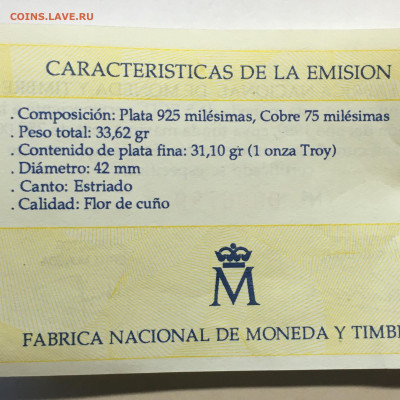 COINS.LAVE.RU
CARACTERISTICAS DE LA EMISION
. Composición: Plata 925 milésimas, Cobre 75 milésimas
. Peso total: 33,62 gr
. Contenido de plata fina: 31,10 gr (1 onza Troy)
. Diámetro: 42 mm
. Canto: Estriado
. Calidad: Flor de cuño
M
FABRICA NACIONAL DE MONEDA Y TIMB